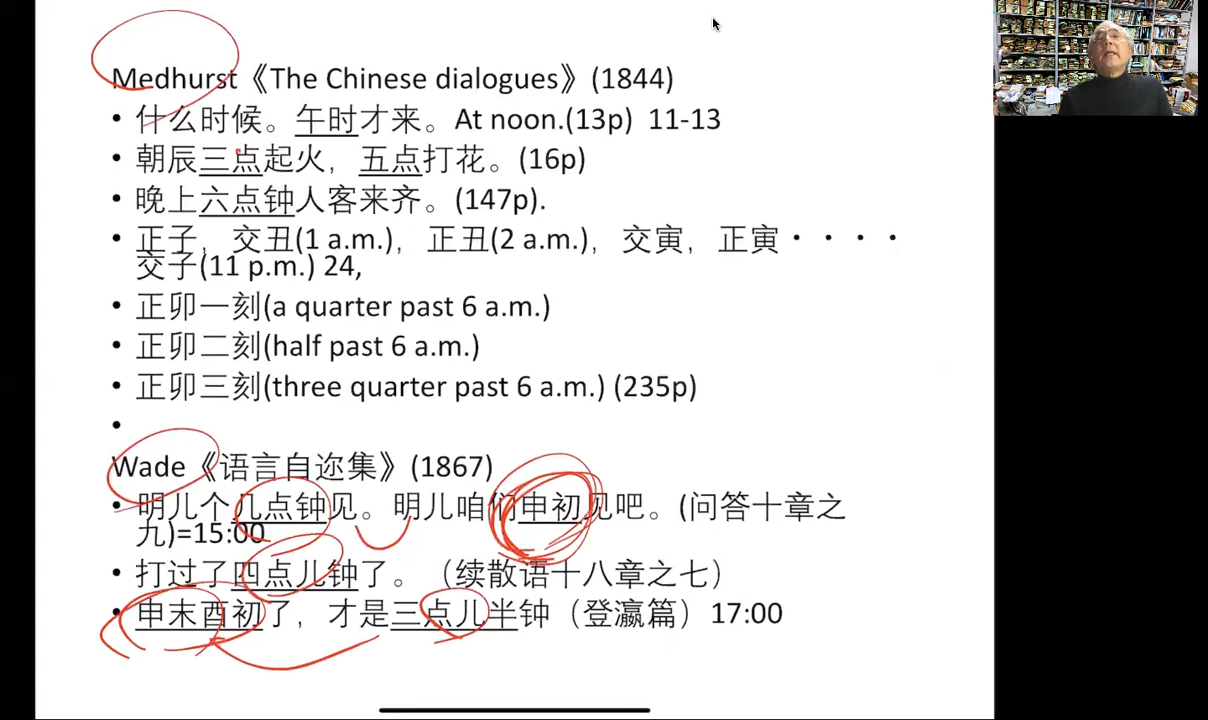 Medhurst《The Chinese dialogues》(1844)
• 什么时候。午时才来。At noon.(13p) 11-13
• 朝辰三点起火，五点打花。(16p)
• 晚上六点钟人客来齐。(147p).
• 正子，交丑(1 a.m.)，正丑(2 a.m.)，交寅，正寅・・・・
交子(11 p.m.) 24,
• 正卯一刻(a quarter past 6 a.m.)
• 正卯二刻(half past 6 a.m.)
• 正卯三刻(three quarter past 6 a.m.) (235p)
•
Wade《语言自迩集》(1867)
• 明儿个几点钟见。明儿咱们申初见吧。(问答十章之
九)=15:00
• 打过了四点儿钟了。（续散语十八章之七）
• 申末酉初了，才是三点儿半钟（登瀛篇）17:00